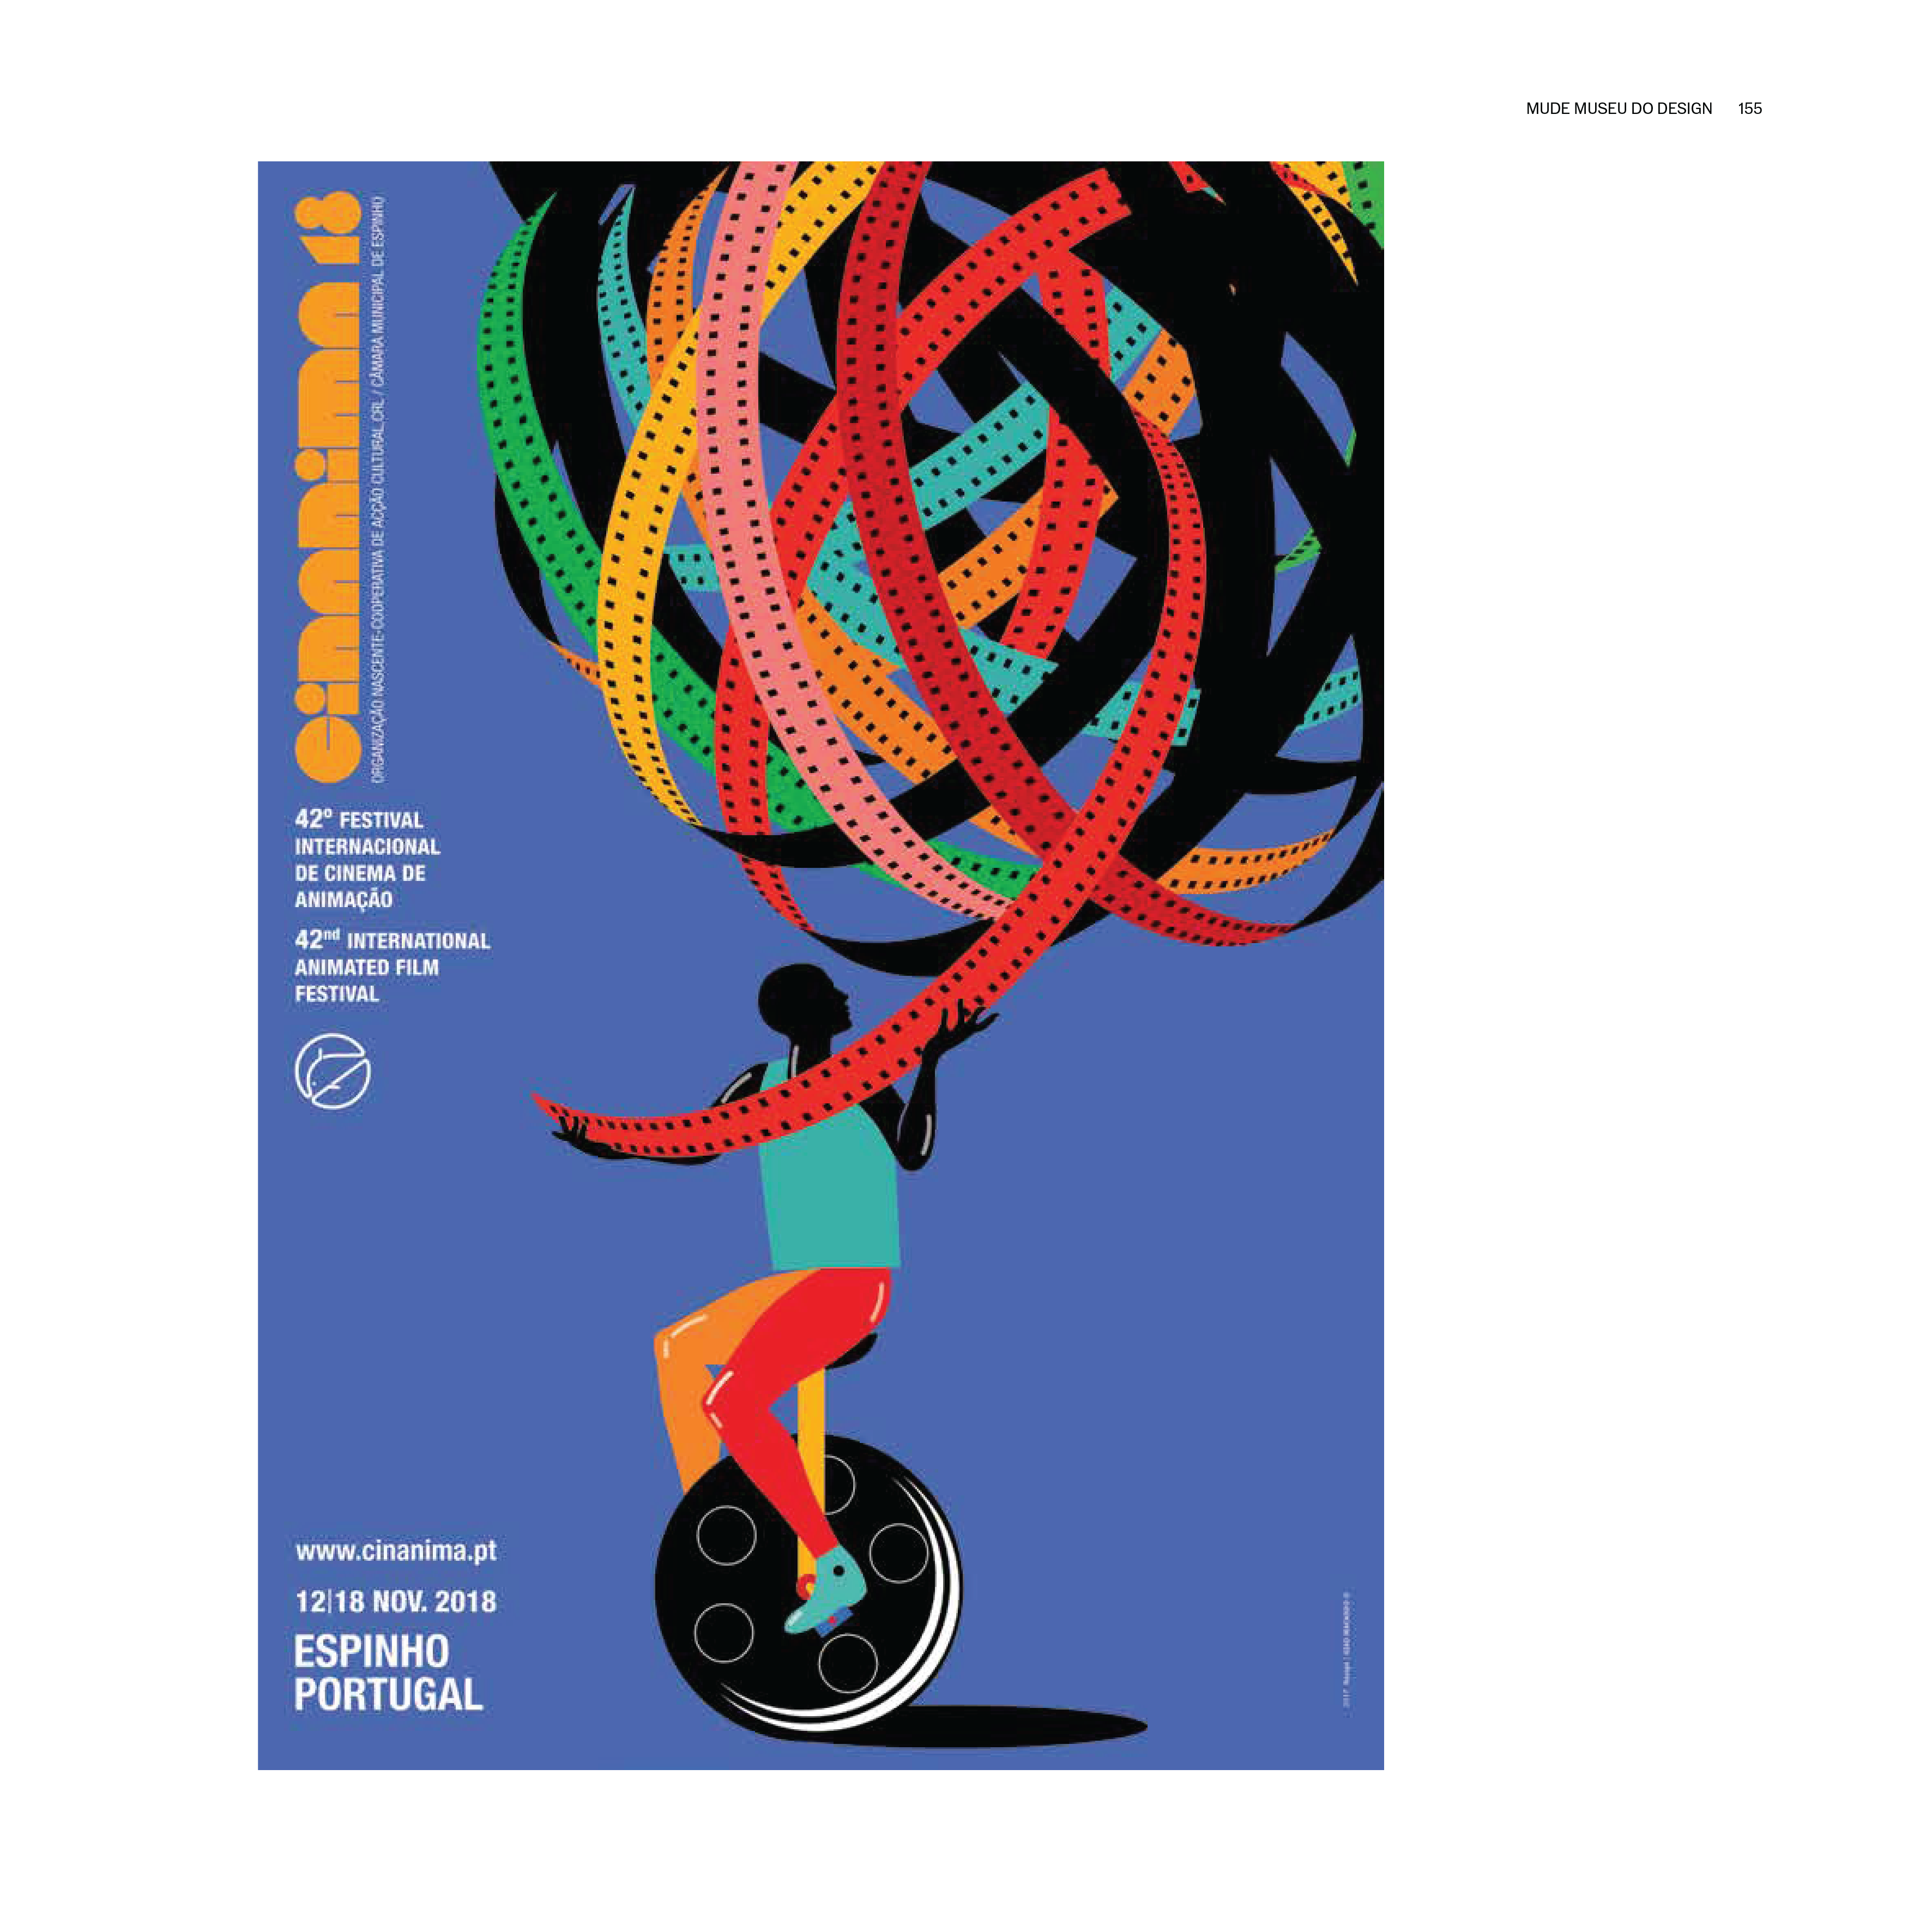 MUDE MUSEU DO DESIGN 155
cinanima 18
ORGANIZAÇÃO NASCENTE-COOPERATIVA DE ACÇÃO CULTURAL,CRL / CÂMARA MUNICIPAL DE ESPINHO
42º FESTIVAL
INTERNACIONAL
DE CINEMA DE
ANIMAÇÃO
42nd INTERNATIONAL
ANIMATED FILM
FESTIVAL
www.cinanima.pt
12|18 NOV. 2018
ESPINHO
PORTUGAL